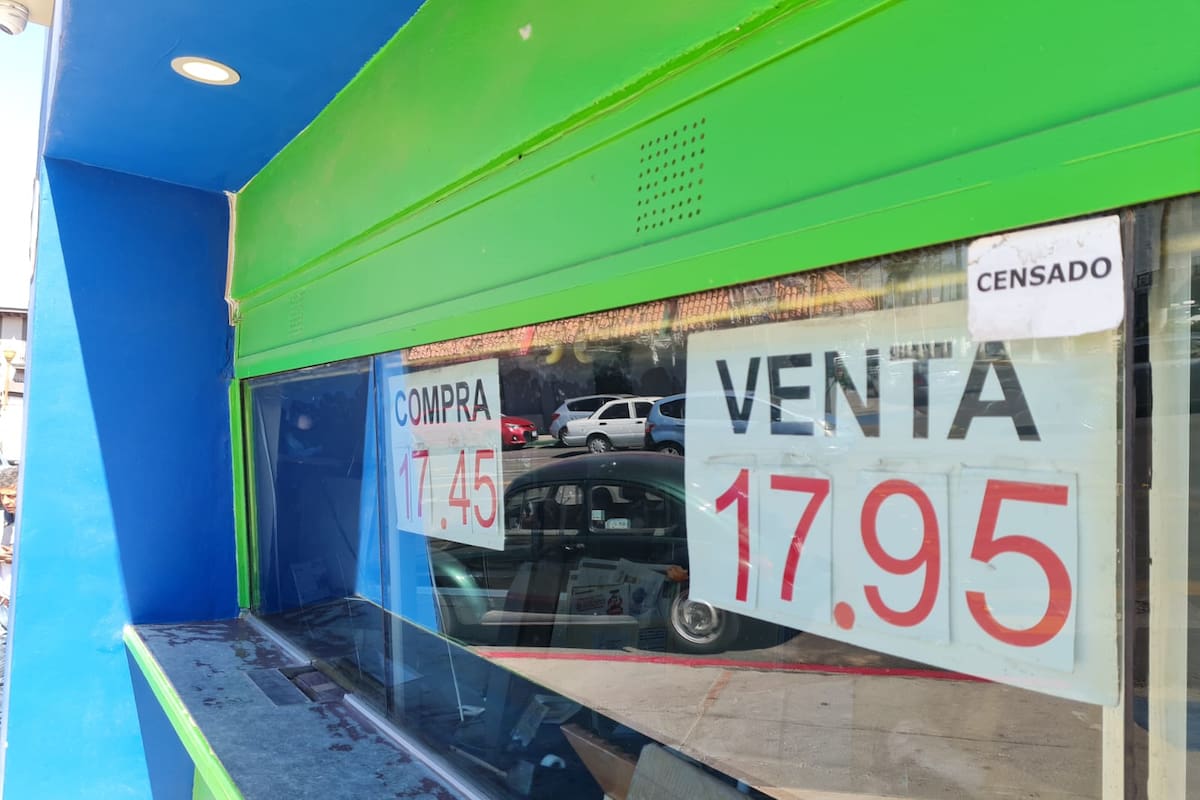 COMPRA
17.45
CENSADO
VENTA
17.95